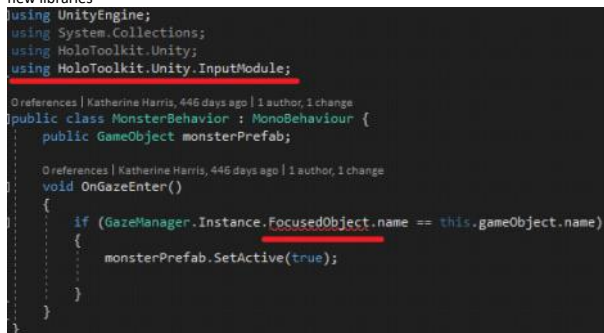 new libraries
using UnityEngine;
using System.Collections;
using HoloToolkit.Unity;
using HoloToolkit.Unity.InputModule;
0 references | Katherine Harris, 446 days ago | 1 author, 1 change
public class MonsterBehavior : MonoBehaviour {
public GameObject monsterPrefab;
0 references | Katherine Harris, 446 days ago | 1 author, 1 change
void OnGazeEnter()
{
if (GazeManager.Instance.FocusedObject.name == this.gameObject.name)
{
monsterPrefab.SetActive(true);
}
}
}